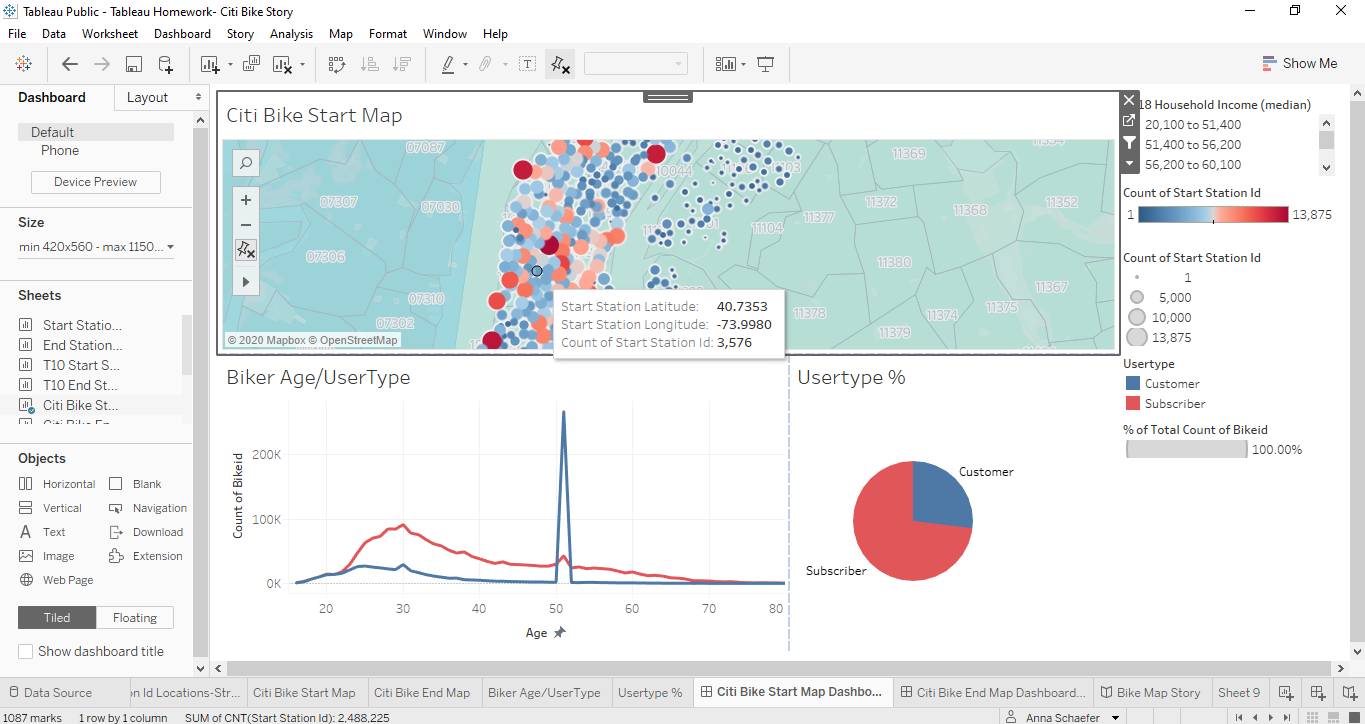 Tableau Public - Tableau Homework- Citi Bike Story
File Data Worksheet Dashboard Story Analysis Map Format Window Help
Show Me
Dashboard Layout
Default
Phone
Device Preview
Size
min 420x560 - max 1150...
Sheets
Start Statio...
End Station...
T10 Start S...
T10 End St...
Citi Bike St...
Objects
Horizontal Blank
Vertical Navigation
Text Download
Image Extension
Web Page
Tiled Floating
Show dashboard title
Citi Bike Start Map
07087
07307
07030
07306
07310
07302
10044
11369
11352
11377
11372
11368
11104
11380
11367
11378
11375
11374
11379
© 2020 Mapbox © OpenStreetMap
Start Station Latitude: 40.7353
Start Station Longitude: -73.9980
Count of Start Station Id: 3,576
18 Household Income (median)
20,100 to 51,400
51,400 to 56,200
56,200 to 60,100
Count of Start Station Id
1 13,875
Count of Start Station Id
1
5,000
10,000
13,875
Usertype
Customer
Subscriber
% of Total Count of Bikeid
100.00%
Biker Age/UserType
Count of Bikeid
200K
100K
0K
20 30 40 50 60 70 80
Age
Usertype %
Customer
Subscriber
Data Source on Id Locations-Str... Citi Bike Start Map Citi Bike End Map Biker Age/UserType Usertype % Citi Bike Start Map Dashbo... Citi Bike End Map Dashboard... Bike Map Story Sheet 9
1087 marks 1 row by 1 column SUM of CNT(Start Station Id): 2,488,225 Anna Schaefer